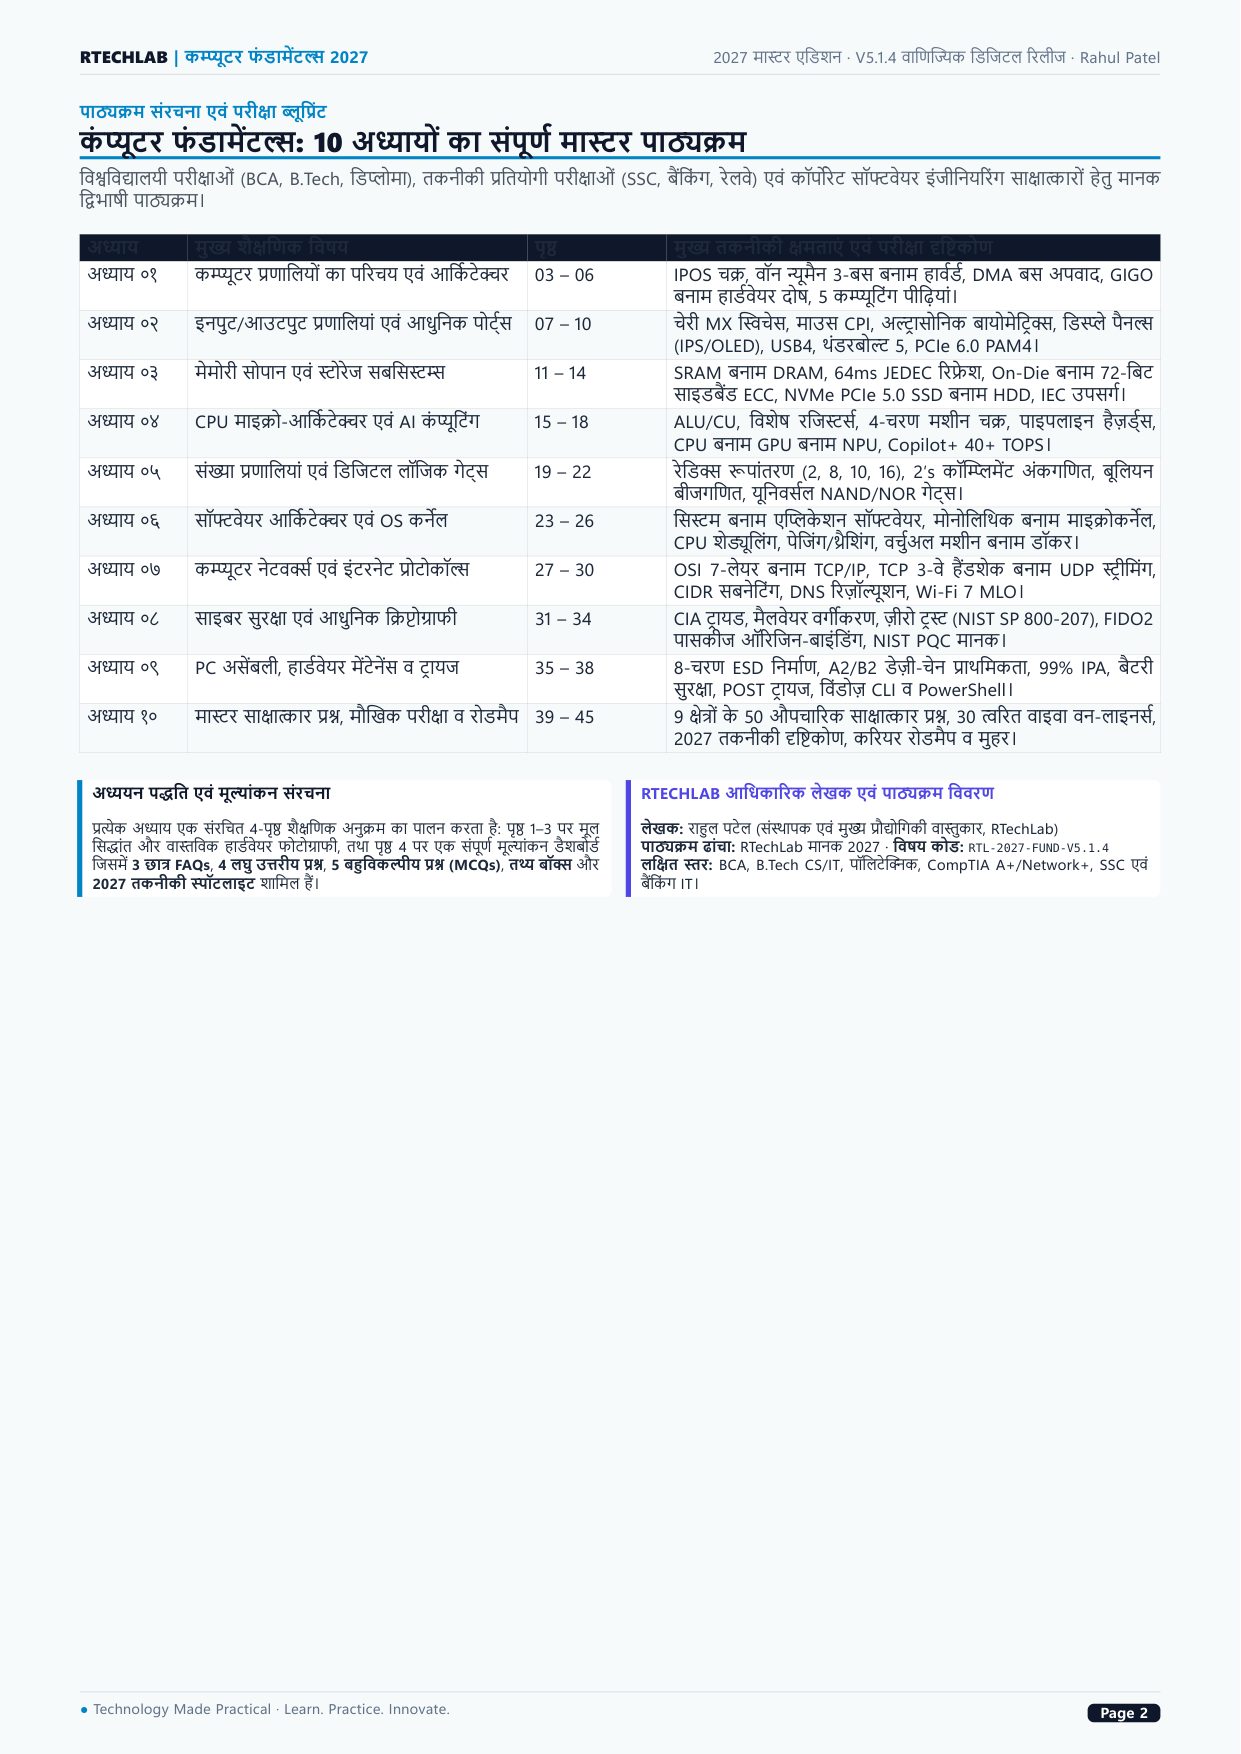 RTECHLAB | कम्प्यूटर फंडामेंटल्स 2027
2027 मास्टर एडिशन · V5.1.4 वाणिज्यिक डिजिटल रिलीज · Rahul Patel
पाठ्यक्रम संरचना एवं परीक्षा ब्लूप्रिंट
कंप्यूटर फंडामेंटल्स: 10 अध्यायों का संपूर्ण मास्टर पाठ्यक्रम
विश्वविद्यालयी परीक्षाओं (BCA, B.Tech, डिप्लोमा), तकनीकी प्रतियोगी परीक्षाओं (SSC, बैंकिंग, रेलवे) एवं कॉर्पोरेट सॉफ्टवेयर इंजीनियरिंग साक्षात्कारों हेतु मानक
द्विभाषी पाठ्यक्रम।
अध्याय मुख्य शैक्षणिक विषय पृष्ठ मुख्य तकनीकी क्षमताएं एवं परीक्षा दृष्टिकोण
अध्याय ०१ कम्प्यूटर प्रणालियों का परिचय एवं आर्किटेक्चर 03 – 06 IPOS चक्र, वॉन न्यूमैन 3-बस बनाम हार्वर्ड, DMA बस अपवाद, GIGO
बनाम हार्डवेयर दोष, 5 कम्प्यूटिंग पीढ़ियां।
अध्याय ०२ इनपुट/आउटपुट प्रणालियां एवं आधुनिक पोर्ट्स 07 – 10 चेरी MX स्विचेस, माउस CPI, अल्ट्रासोनिक बायोमेट्रिक्स, डिस्प्ले पैनल्स
(IPS/OLED), USB4, थंडरबोल्ट 5, PCIe 6.0 PAM4।
अध्याय ०३ मेमोरी सोपान एवं स्टोरेज सबसिस्टम्स 11 – 14 SRAM बनाम DRAM, 64ms JEDEC रिफ्रेश, On-Die बनाम 72-बिट
साइडबैंड ECC, NVMe PCIe 5.0 SSD बनाम HDD, IEC उपसर्ग।
अध्याय ०४ CPU माइक्रो-आर्किटेक्चर एवं AI कंप्यूटिंग 15 – 18 ALU/CU, विशेष रजिस्टर्स, 4-चरण मशीन चक्र, पाइपलाइन हैज़र्ड्स,
CPU बनाम GPU बनाम NPU, Copilot+ 40+ TOPS।
अध्याय ०५ संख्या प्रणालियां एवं डिजिटल लॉजिक गेट्स 19 – 22 रेडिक्स रूपांतरण (2, 8, 10, 16), 2's कॉम्प्लिमेंट अंकगणित, बूलियन
बीजगणित, यूनिवर्सल NAND/NOR गेट्स।
अध्याय ०६ सॉफ्टवेयर आर्किटेक्चर एवं OS कर्नेल 23 – 26 सिस्टम बनाम एप्लिकेशन सॉफ्टवेयर, मोनोलिथिक बनाम माइक्रोकर्नेल,
CPU शेड्यूलिंग, पेजिंग/थ्रैशिंग, वर्चुअल मशीन बनाम डॉकर।
अध्याय ०७ कम्प्यूटर नेटवर्क्स एवं इंटरनेट प्रोटोकॉल्स 27 – 30 OSI 7-लेयर बनाम TCP/IP, TCP 3-वे हैंडशेक बनाम UDP स्ट्रीमिंग,
CIDR सबनेटिंग, DNS रिज़ॉल्यूशन, Wi-Fi 7 MLO।
अध्याय ०८ साइबर सुरक्षा एवं आधुनिक क्रिप्टोग्राफी 31 – 34 CIA ट्रायड, मैलवेयर वर्गीकरण, ज़ीरो ट्रस्ट (NIST SP 800-207), FIDO2
पासकीज ऑरिजिन-बाइंडिंग, NIST PQC मानक।
अध्याय ०९ PC असेंबली, हार्डवेयर मेंटेनेंस व ट्रायज 35 – 38 8-चरण ESD निर्माण, A2/B2 डेज़ी-चेन प्राथमिकता, 99% IPA, बैटरी
सुरक्षा, POST ट्रायज, विंडोज़ CLI व PowerShell।
अध्याय १० मास्टर साक्षात्कार प्रश्न, मौखिक परीक्षा व रोडमैप 39 – 45 9 क्षेत्रों के 50 औपचारिक साक्षात्कार प्रश्न, 30 त्वरित वाइवा वन-लाइनर्स,
2027 तकनीकी दृष्टिकोण, करियर रोडमैप व मुहर।
अध्ययन पद्धति एवं मूल्यांकन संरचना
प्रत्येक अध्याय एक संरचित 4-पृष्ठ शैक्षणिक अनुक्रम का पालन करता है: पृष्ठ 1–3 पर मूल
सिद्धांत और वास्तविक हार्डवेयर फोटोग्राफी, तथा पृष्ठ 4 पर एक संपूर्ण मूल्यांकन डैशबोर्ड
जिसमें 3 छात्र FAQs, 4 लघु उत्तरीय प्रश्न, 5 बहुविकल्पीय प्रश्न (MCQs), तथ्य बॉक्स और
2027 तकनीकी स्पॉटलाइट शामिल हैं।
RTECHLAB आधिकारिक लेखक एवं पाठ्यक्रम विवरण
लेखक: राहुल पटेल (संस्थापक एवं मुख्य प्रौद्योगिकी वास्तुकार, RTechLab)
पाठ्यक्रम ढांचा: RTechLab मानक 2027 · विषय कोड: RTL-2027-FUND-V5.1.4
लक्षित स्तर: BCA, B.Tech CS/IT, पॉलिटेक्निक, CompTIA A+/Network+, SSC एवं
बैंकिंग IT।
● Technology Made Practical · Learn. Practice. Innovate.
Page 2